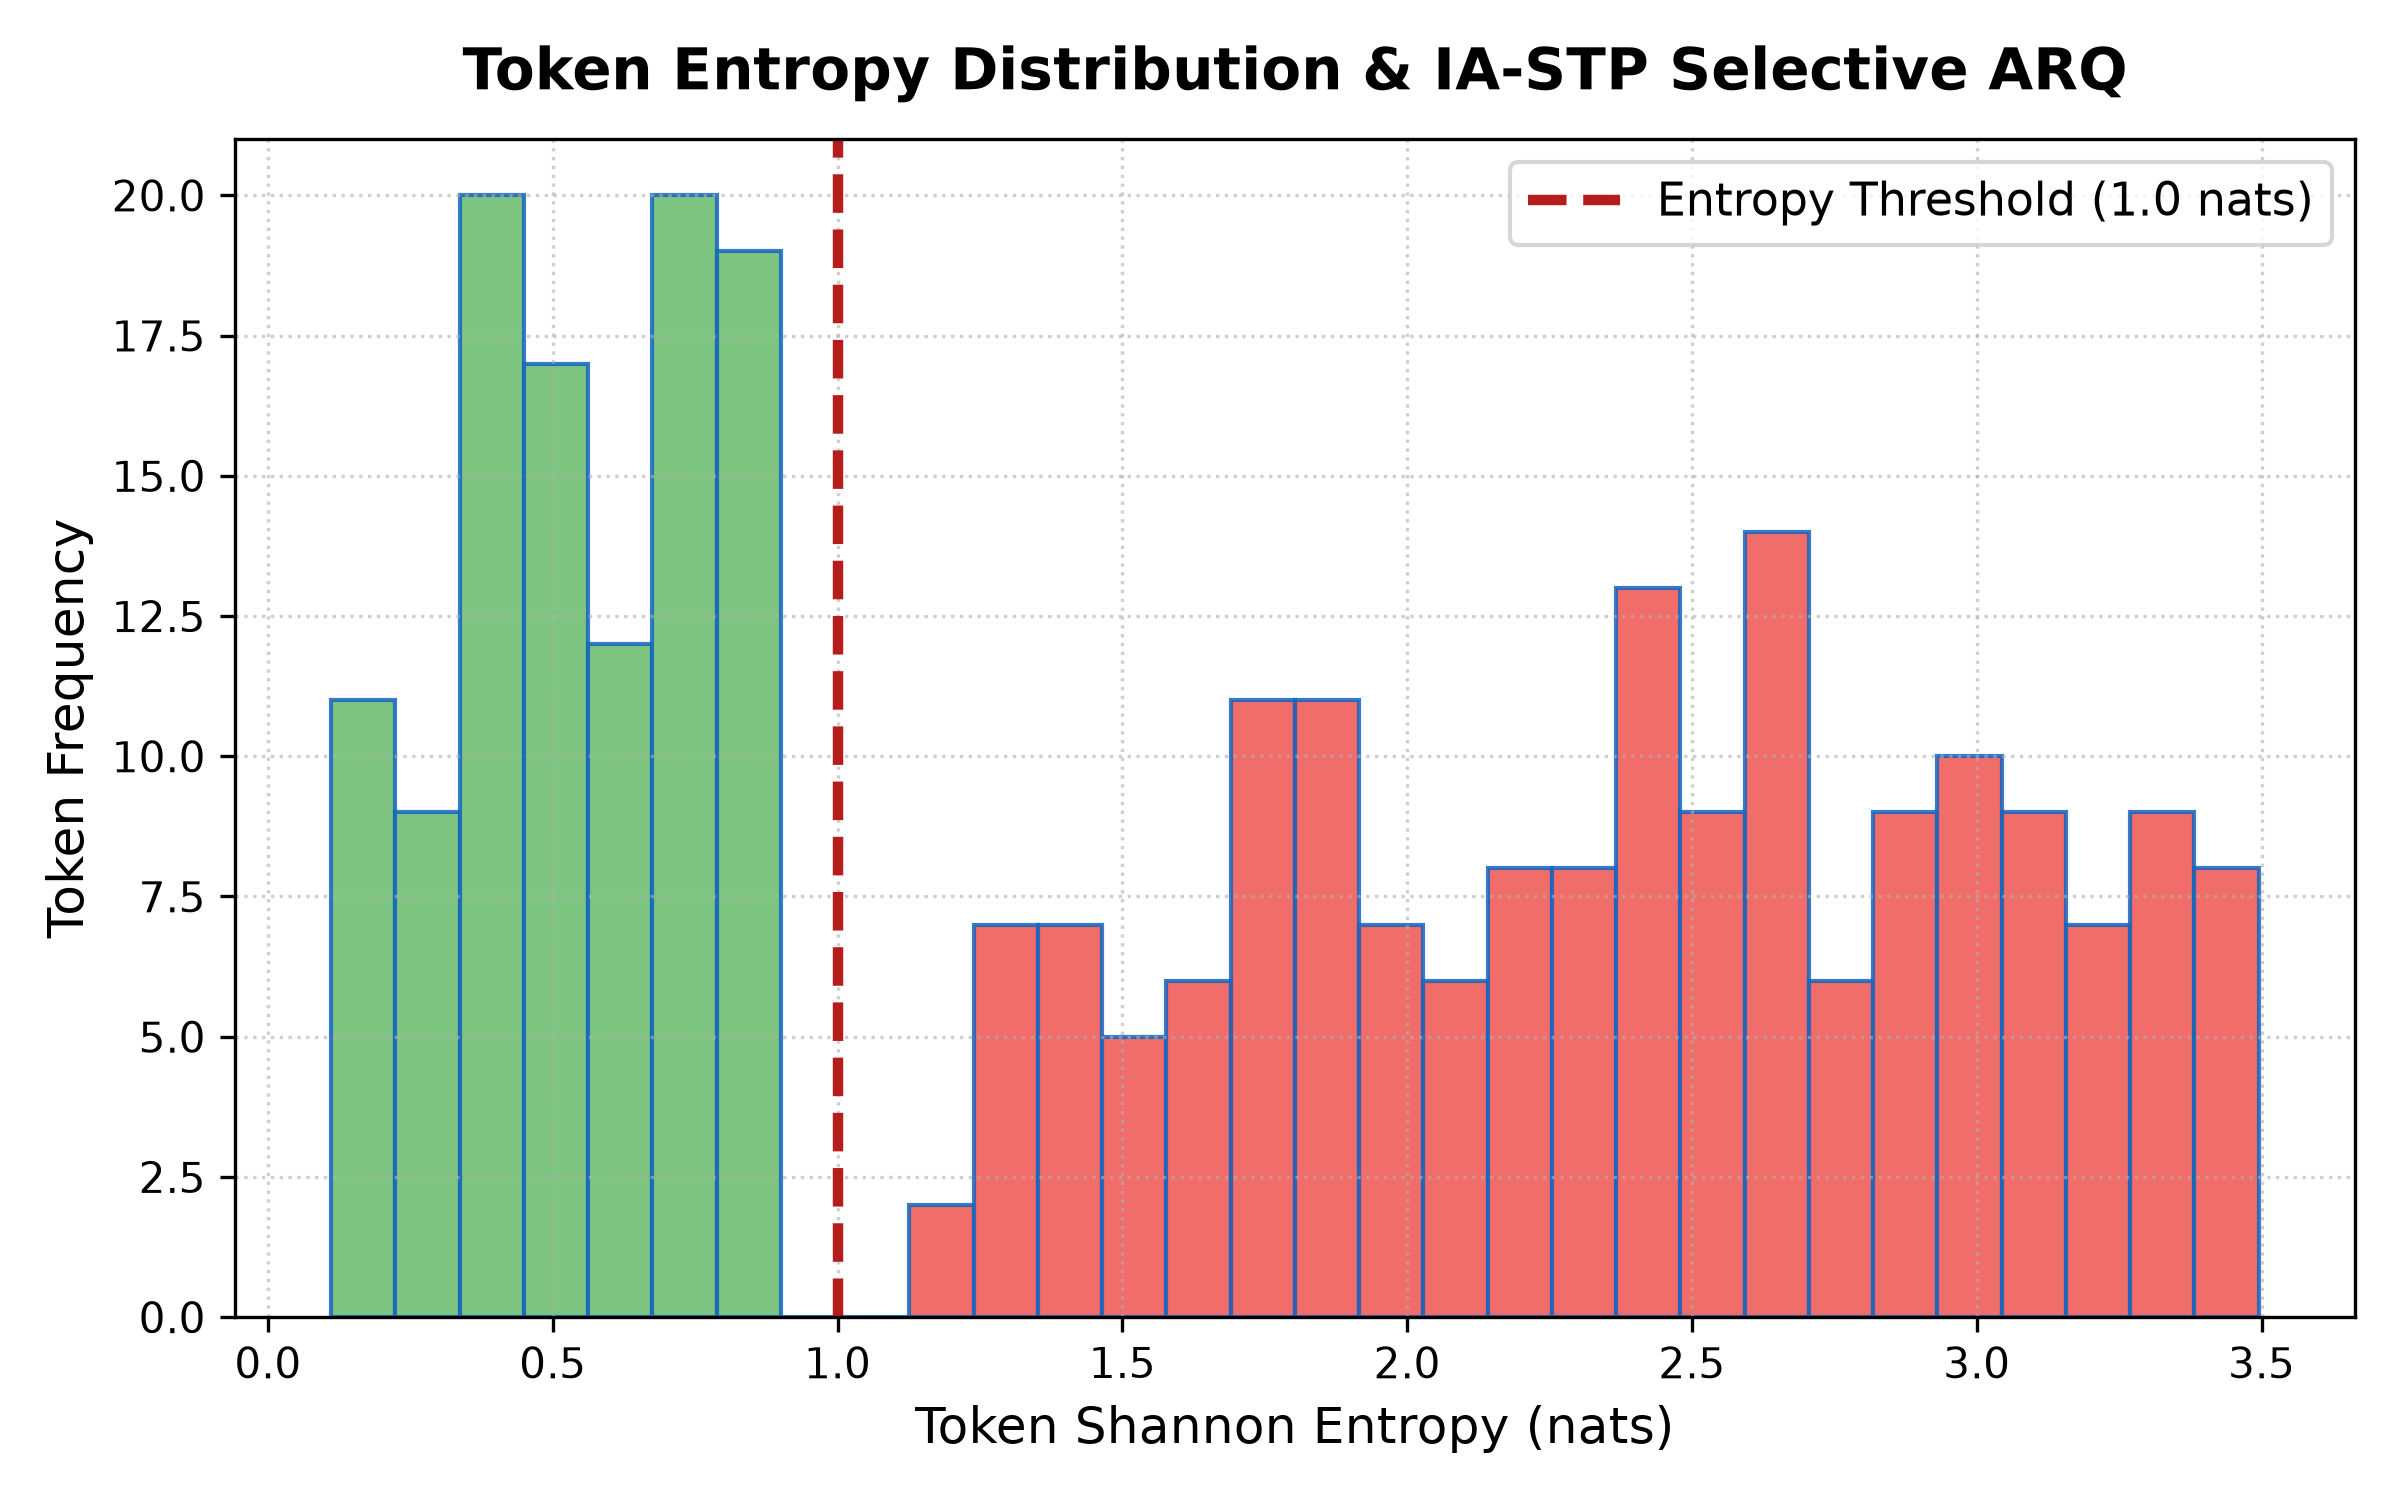 Token Entropy Distribution & IA-STP Selective ARQ
Entropy Threshold (1.0 nats)
Token Frequency
20.0
17.5
15.0
12.5
10.0
7.5
5.0
2.5
0.0
0.0 0.5 1.0 1.5 2.0 2.5 3.0 3.5
Token Shannon Entropy (nats)